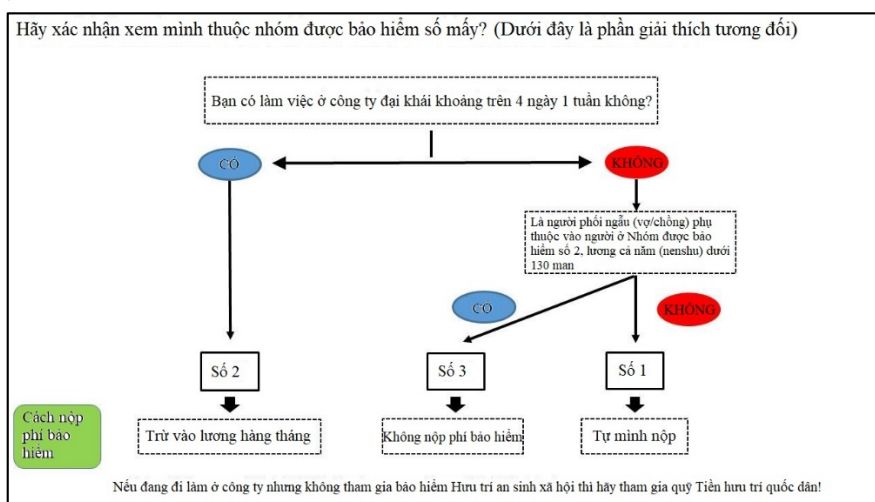 Hãy xác nhận xem mình thuộc nhóm được bảo hiểm số mấy? (Dưới đây là phần giải thích tương đối)
Bạn có làm việc ở công ty đại khái khoảng trên 4 ngày 1 tuần không?
CÓ
KHÔNG
Là người phối ngẫu (vợ/chồng) phụ
thuộc vào người ở Nhóm được bảo
hiểm số 2, lương cả năm (nenshu) dưới
130 man
CO
KHÔNG
Số 2
Số 3
Số 1
Cách nộp
phí bảo
hiểm
Trừ vào lương hàng tháng
Không nộp phí bảo hiểm
Tự mình nộp
Nếu đang đi làm ở công ty nhưng không tham gia bảo hiểm Hưu trí an sinh xã hội thì hãy tham gia quỹ Tiền hưu trí quốc dân!